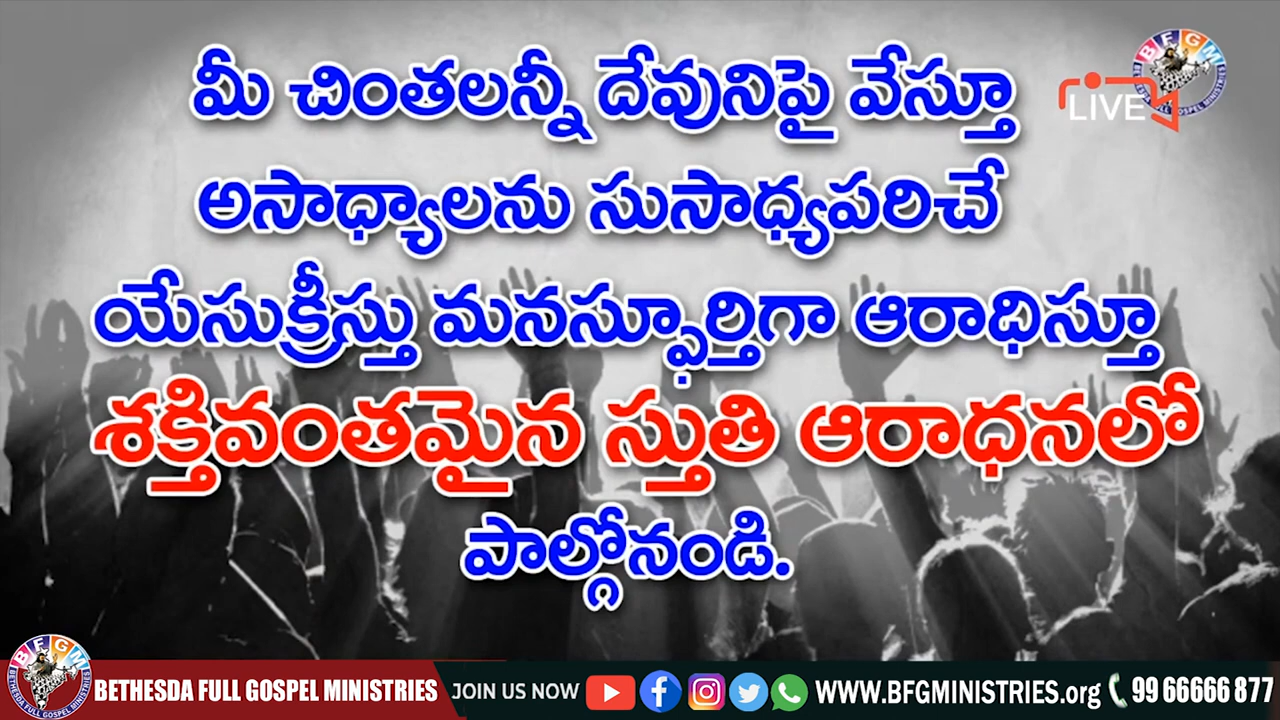 మీ చింతలన్నీ దేవునిపై వేస్తూ
BFGM
LIVE
అసాధ్యాలను సుసాధ్యపరిచే
యేసుక్రీస్తు మనస్ఫూర్తిగా ఆరాధిస్తూ
శక్తివంతమైన స్తుతి ఆరాధనలో
పాల్గోనండి.
BFGM
BETHESDA FULL GOSPEL MINISTRIES JOIN US NOW WWW.BFGMINISTRIES.org 99 66666 877